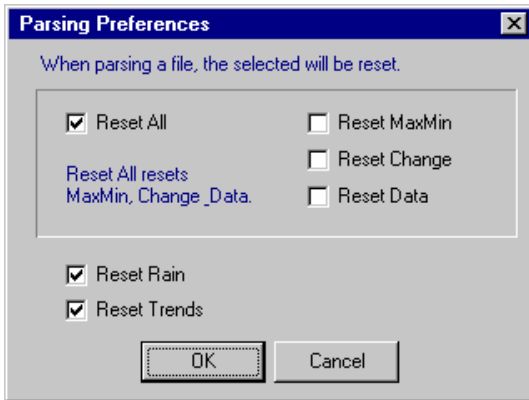 Parsing Preferences
When parsing a file, the selected will be reset.
Reset All
Reset MaxMin
Reset Change
Reset All resets
MaxMin, Change _Data.
Reset Data
Reset Rain
Reset Trends
OK
Cancel